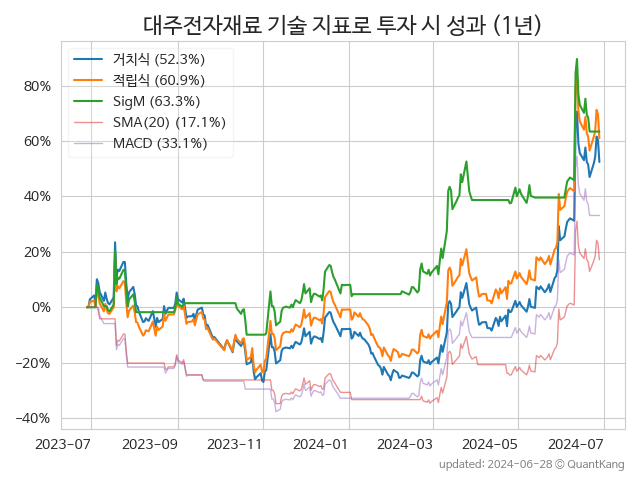 대주전자재료 기술 지표로 투자 시 성과 (1년)
거치식 (52.3%)
적립식 (60.9%)
SigM (63.3%)
SMA(20) (17.1%)
MACD (33.1%)
80%
60%
40%
20%
0%
−20%
−40%
2023-07 2023-09 2023-11 2024-01 2024-03 2024-05 2024-07
updated: 2024-06-28 © QuantKang